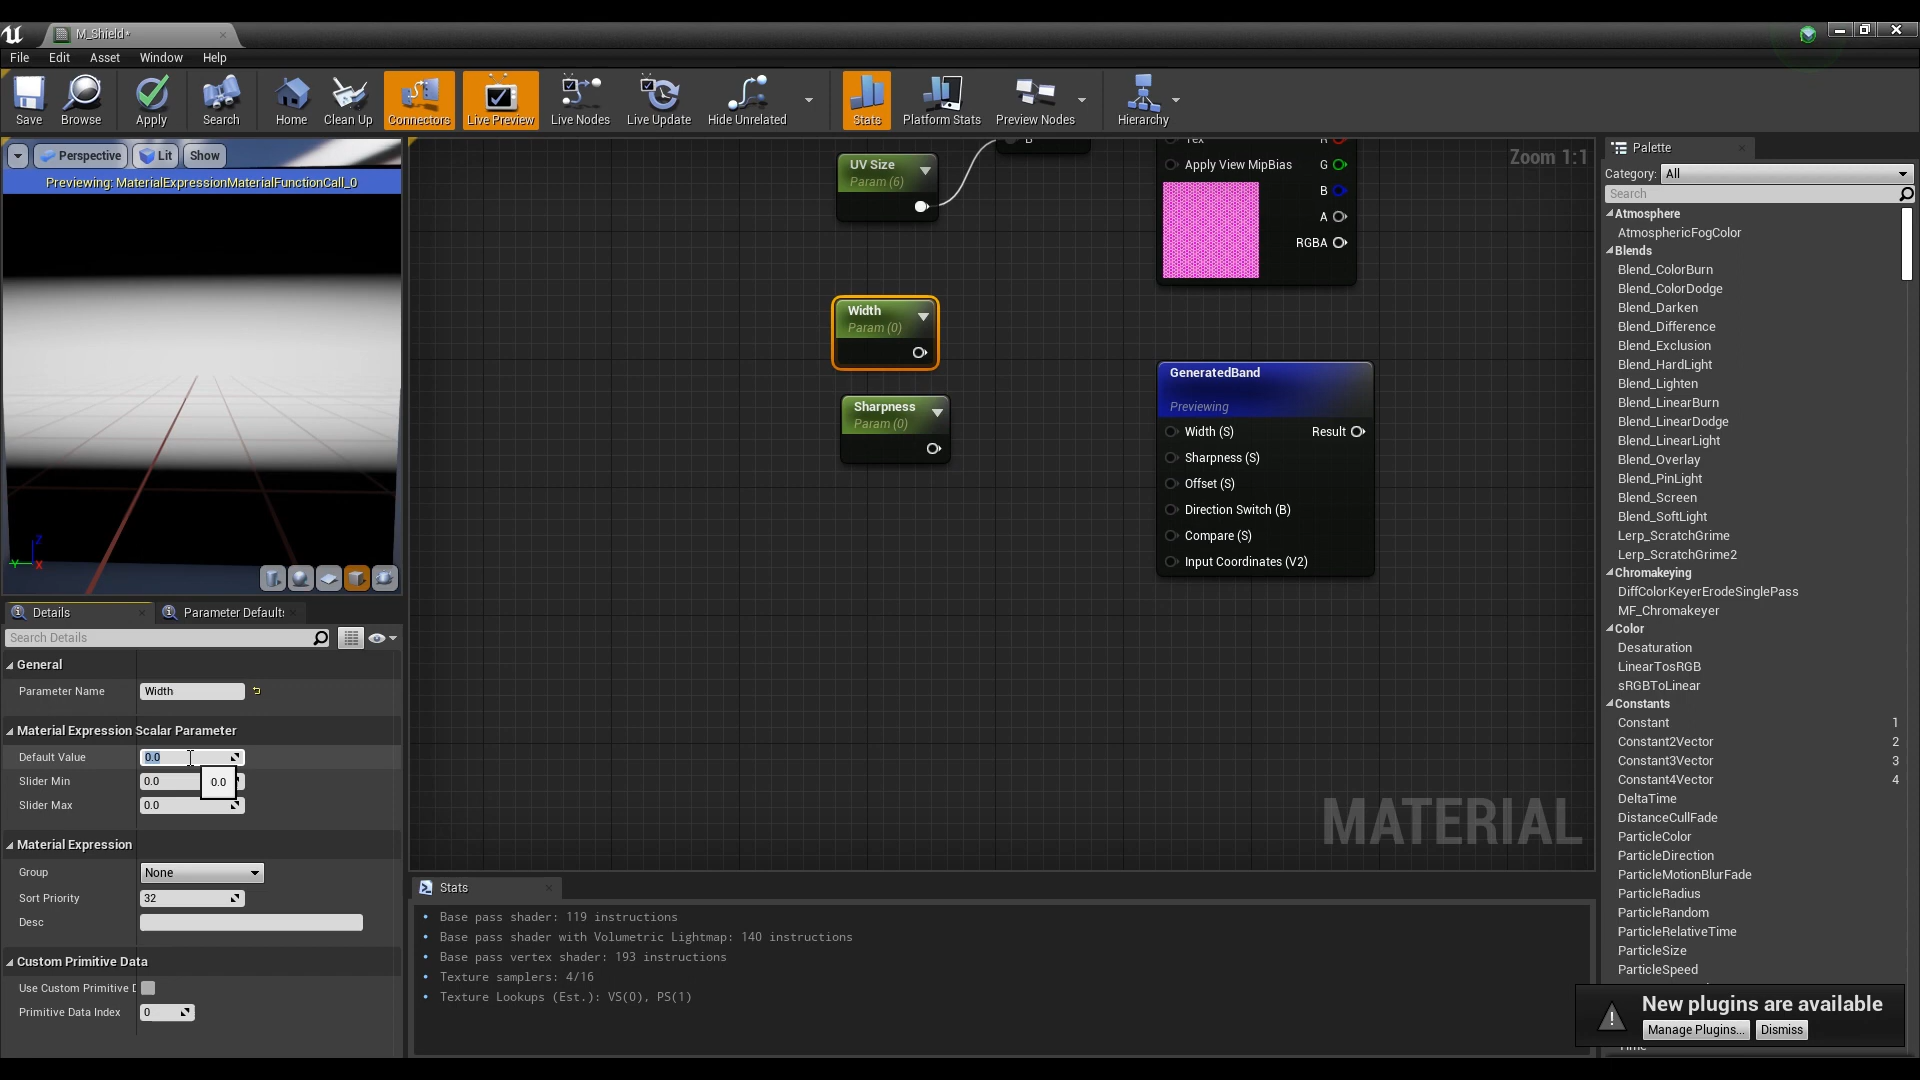 M_Shield*
File Edit Asset Window Help
Save Browse Apply Search Home Clean Up Connectors Live Preview Live Nodes Live Update Hide Unrelated Stats Platform Stats Preview Nodes Hierarchy
Perspective Lit Show
Previewing: MaterialExpressionMaterialFunctionCall_0
Z
Y
X
Details Parameter Default
Search Details
General
Parameter Name Width
Material Expression Scalar Parameter
Default Value 0.0
Slider Min 0.0
0.0
Slider Max 0.0
Material Expression
Group None
Sort Priority 32
Desc
Custom Primitive Data
Use Custom Primitive D
Primitive Data Index 0
Zoom 1:1
B
UV Size
Param (6)
Tex R
Apply View MipBias G
B
A
RGBA
Width
Param (0)
Sharpness
Param (0)
GeneratedBand
Previewing
Width (S) Result
Sharpness (S)
Offset (S)
Direction Switch (B)
Compare (S)
Input Coordinates (V2)
MATERIAL
Stats
• Base pass shader: 119 instructions
• Base pass shader with Volumetric Lightmap: 140 instructions
• Base pass vertex shader: 193 instructions
• Texture samplers: 4/16
• Texture Lookups (Est.): VS(0), PS(1)
Palette
Category: All
Search
Atmosphere
AtmosphericFogColor
Blends
Blend_ColorBurn
Blend_ColorDodge
Blend_Darken
Blend_Difference
Blend_Exclusion
Blend_HardLight
Blend_Lighten
Blend_LinearBurn
Blend_LinearDodge
Blend_LinearLight
Blend_Overlay
Blend_PinLight
Blend_Screen
Blend_SoftLight
Lerp_ScratchGrime
Lerp_ScratchGrime2
Chromakeying
DiffColorKeyerErodeSinglePass
MF_Chromakeyer
Color
Desaturation
LinearTosRGB
sRGBToLinear
Constants
Constant 1
Constant2Vector 2
Constant3Vector 3
Constant4Vector 4
DeltaTime
DistanceCullFade
ParticleColor
ParticleDirection
ParticleMotionBlurFade
ParticleRadius
ParticleRandom
ParticleRelativeTime
ParticleSize
ParticleSpeed
New plugins are available
Manage Plugins... Dismiss
Time